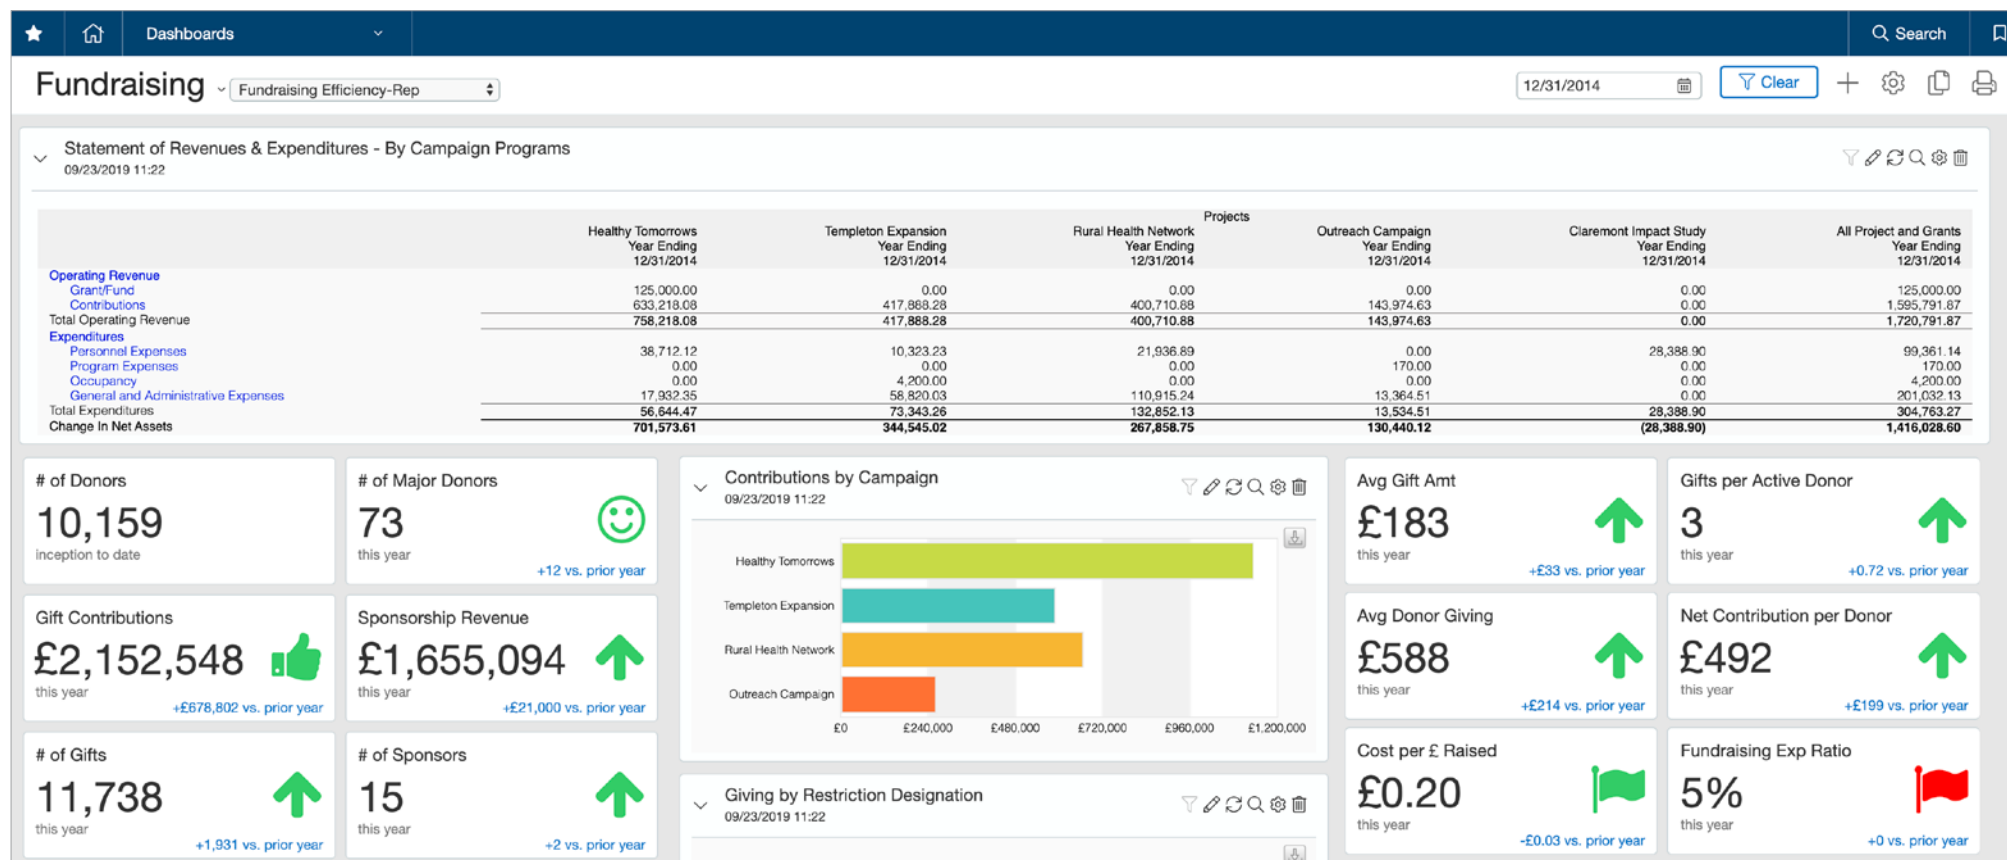 Dashboards
Search
Fundraising
Fundraising Efficiency-Rep
12/31/2014
Clear
Statement of Revenues & Expenditures - By Campaign Programs
09/23/2019 11:22
Projects
Healthy Tomorrows Templeton Expansion Rural Health Network Outreach Campaign Claremont Impact Study All Project and Grants
Year Ending Year Ending Year Ending Year Ending Year Ending Year Ending
12/31/2014 12/31/2014 12/31/2014 12/31/2014 12/31/2014 12/31/2014
Operating Revenue
Grant/Fund 125,000.00 0.00 0.00 0.00 0.00 125,000.00
Contributions 633,218.08 417,888.28 400,710.88 143,974.63 0.00 1,595,791.87
Total Operating Revenue 758,218.08 417,888.28 400,710.88 143,974.63 0.00 1,720,791.87
Expenditures
Personnel Expenses 38,712.12 10,323.23 21,936.89 0.00 28,388.90 99,361.14
Program Expenses 0.00 0.00 0.00 170.00 0.00 170.00
Occupancy 0.00 4,200.00 0.00 0.00 0.00 4,200.00
General and Administrative Expenses 17,932.35 58,820.03 110,915.24 13,364.51 0.00 201,032.13
Total Expenditures 56,644.47 73,343.26 132,852.13 13,534.51 28,388.90 304,763.27
Change In Net Assets 701,573.61 344,545.02 267,858.75 130,440.12 (28,388.90) 1,416,028.60
# of Donors
10,159
inception to date
# of Major Donors
73
this year
+12 vs. prior year
Gift Contributions
£2,152,548
this year
+£678,802 vs. prior year
Sponsorship Revenue
£1,655,094
this year
+£21,000 vs. prior year
# of Gifts
11,738
this year
+1,931 vs. prior year
# of Sponsors
15
this year
+2 vs. prior year
Contributions by Campaign
09/23/2019 11:22
Healthy Tomorrows
Templeton Expansion
Rural Health Network
Outreach Campaign
£0 £240,000 £480,000 £720,000 £960,000 £1,200,000
Giving by Restriction Designation
09/23/2019 11:22
Avg Gift Amt
£183
this year
+£33 vs. prior year
Gifts per Active Donor
3
this year
+0.72 vs. prior year
Avg Donor Giving
£588
this year
+£214 vs. prior year
Net Contribution per Donor
£492
this year
+£199 vs. prior year
Cost per £ Raised
£0.20
this year
-£0.03 vs. prior year
Fundraising Exp Ratio
5%
this year
+0 vs. prior year